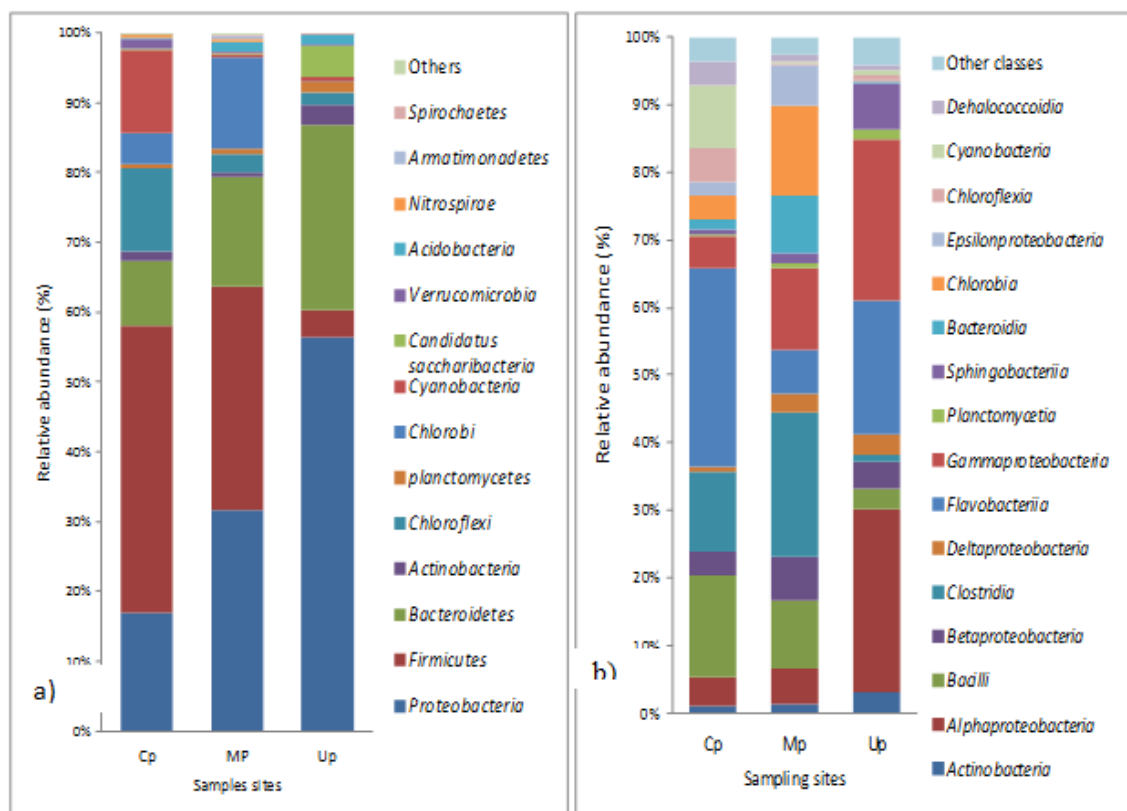 100%
90%
80%
70%
60%
50%
40%
30%
20%
10%
0%
Relative abundance (%)
a)
Cp
MP
Up
Samples sites
Others
Spirochaetes
Armatimonadetes
Nitrospirae
Acidobacteria
Verrucomicrobia
Candidatus
saccharibacteria
Cyanobacteria
Chlorobi
planctomycetes
Chloroflexi
Actinobacteria
Bacteroidetes
Firmicutes
Proteobacteria
100%
90%
80%
70%
60%
50%
40%
30%
20%
10%
0%
Relative abundance (%)
b)
Cp
Mp
Up
Sampling sites
Other classes
Dehalococcoidia
Cyanobacteria
Chloroflexia
Epsilonproteobacteria
Chlorobia
Bacteroidia
Sphingobacteriia
Planctomycetia
Gammaproteobacteria
Flavobacteriia
Deltaproteobacteria
Clostridia
Betaproteobacteria
Bacilli
Alphaproteobacteria
Actinobacteria